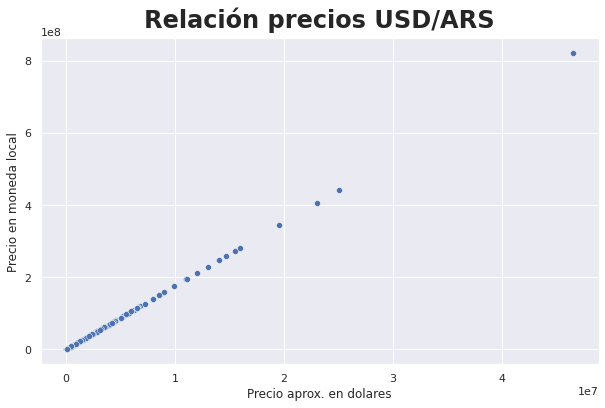 Relación precios USD/ARS
1e8
8
6
4
2
0
Precio en moneda local
0
1
2
3
4
Precio aprox. en dolares
1e7